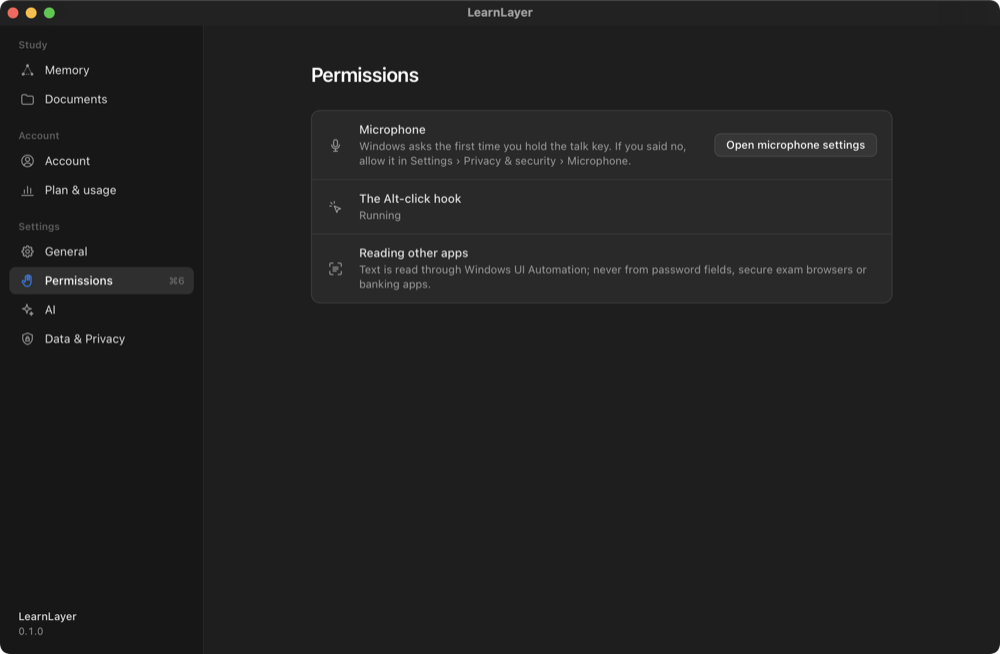 LearnLayer
Study
Memory
Documents
Account
Account
Plan & usage
Settings
General
Permissions ⌘6
AI
Data & Privacy
LearnLayer
0.1.0
Permissions
Microphone
Windows asks the first time you hold the talk key. If you said no,
allow it in Settings › Privacy & security › Microphone.
Open microphone settings
The Alt-click hook
Running
Reading other apps
Text is read through Windows UI Automation; never from password fields, secure exam browsers or
banking apps.